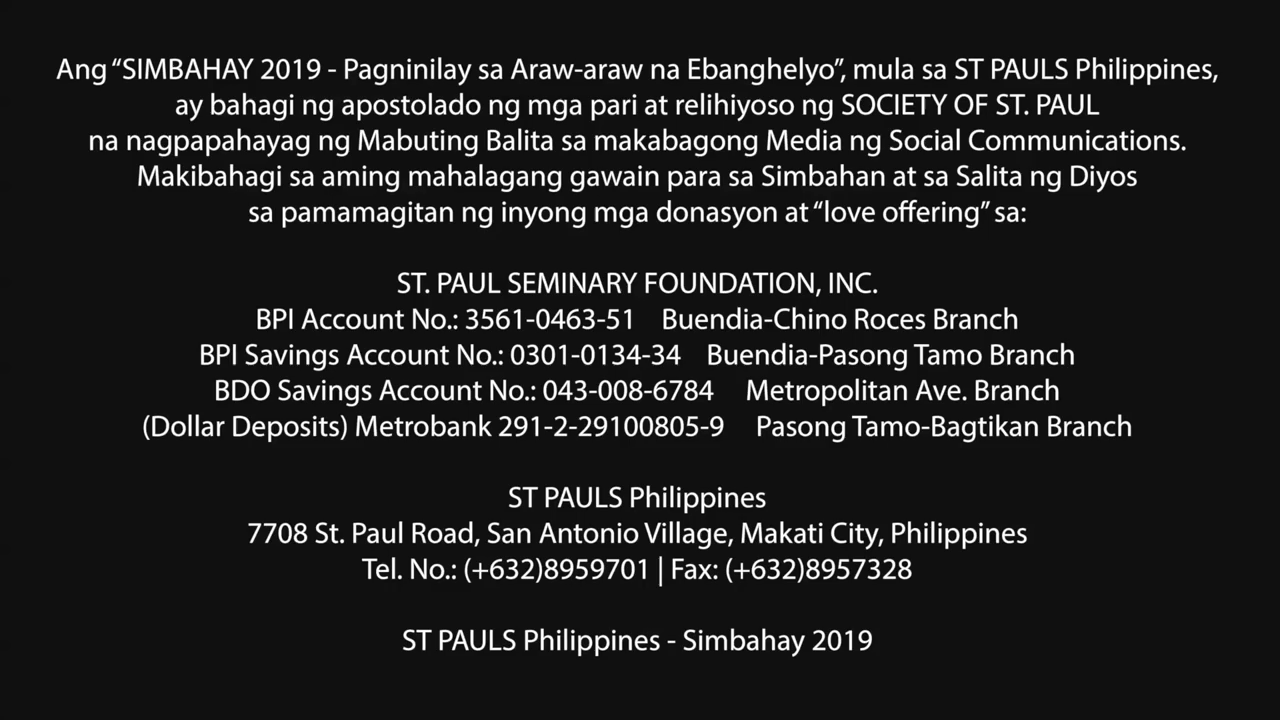 Ang “SIMBAHAY 2019 - Pagninilay sa Araw-araw na Ebanghelyo”, mula sa ST PAULS Philippines,
ay bahagi ng apostolado ng mga pari at relihiyoso ng SOCIETY OF ST. PAUL
na nagpapahayag ng Mabuting Balita sa makabagong Media ng Social Communications.
Makibahagi sa aming mahalagang gawain para sa Simbahan at sa Salita ng Diyos
sa pamamagitan ng inyong mga donasyon at “love offering” sa:
ST. PAUL SEMINARY FOUNDATION, INC.
BPI Account No.: 3561-0463-51 Buendia-Chino Roces Branch
BPI Savings Account No.: 0301-0134-34 Buendia-Pasong Tamo Branch
BDO Savings Account No.: 043-008-6784 Metropolitan Ave. Branch
(Dollar Deposits) Metrobank 291-2-29100805-9 Pasong Tamo-Bagtikan Branch
ST PAULS Philippines
7708 St. Paul Road, San Antonio Village, Makati City, Philippines
Tel. No.: (+632)8959701 | Fax: (+632)8957328
ST PAULS Philippines - Simbahay 2019